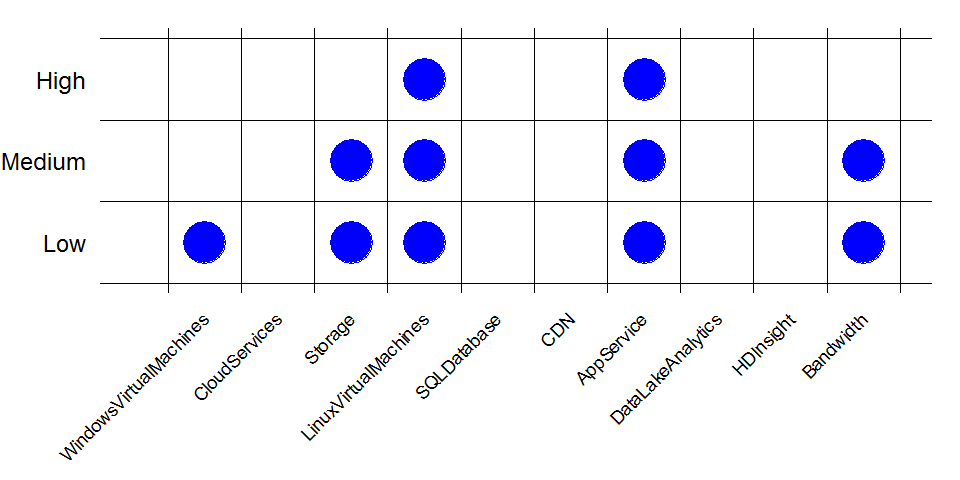 High
Medium
Low
WindowsVirtualMachines
CloudServices
Storage
LinuxVirtualMachines
SQLDatabase
CDN
AppService
DataLakeAnalytics
HDInsight
Bandwidth